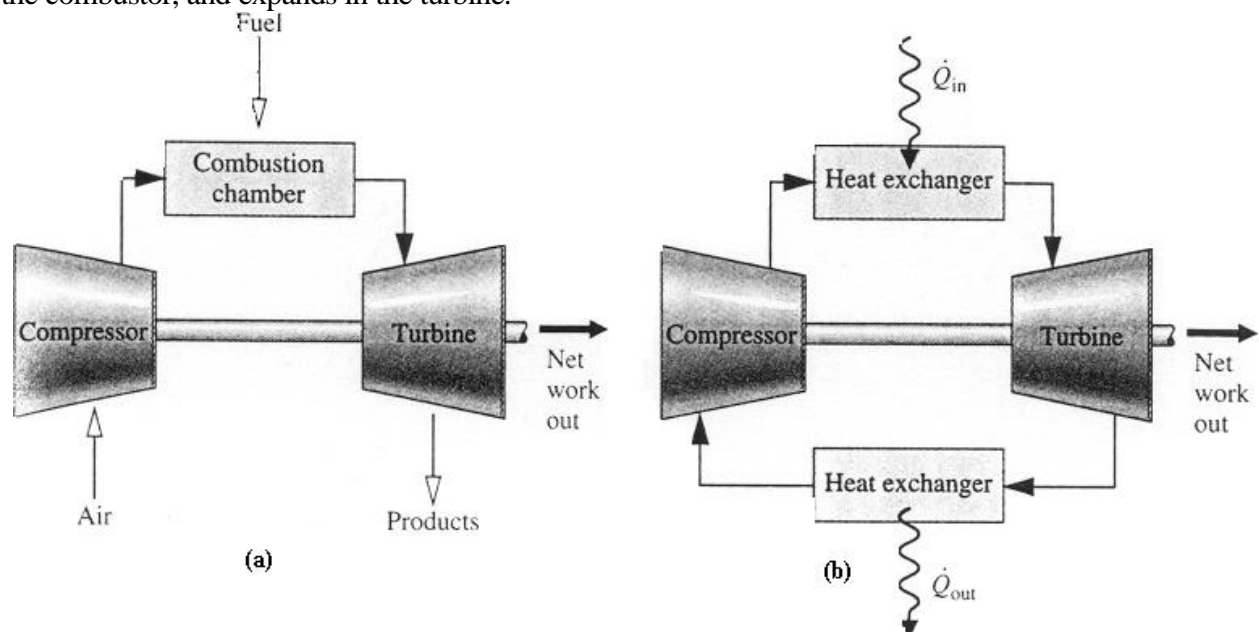 the combustor, and expands in the turbine.
Fuel
Combustion
chamber
Compressor
Turbine
Net
work
out
Air
Products
(a)
Q̇in
Heat exchanger
Compressor
Turbine
Net
work
out
Heat exchanger
(b)
Q̇out